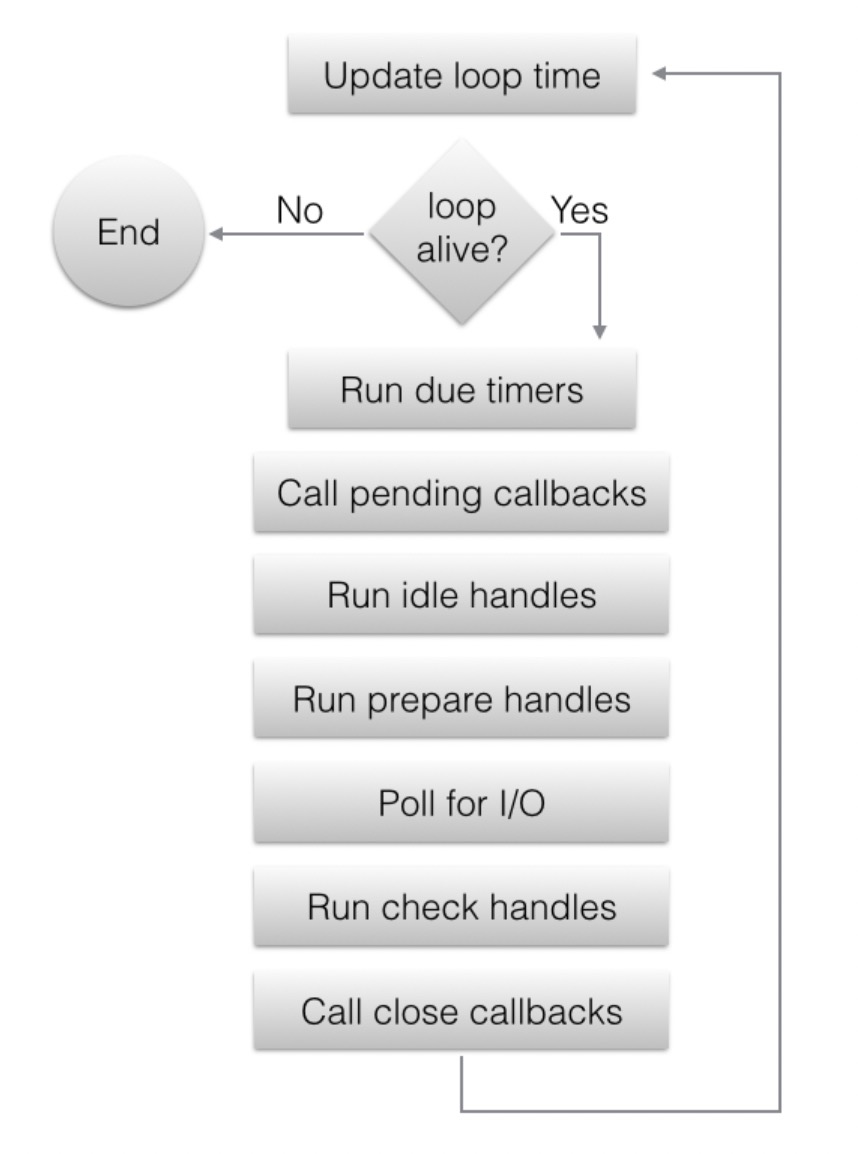 Update loop time
loop
alive?
No
Yes
End
Run due timers
Call pending callbacks
Run idle handles
Run prepare handles
Poll for I/O
Run check handles
Call close callbacks